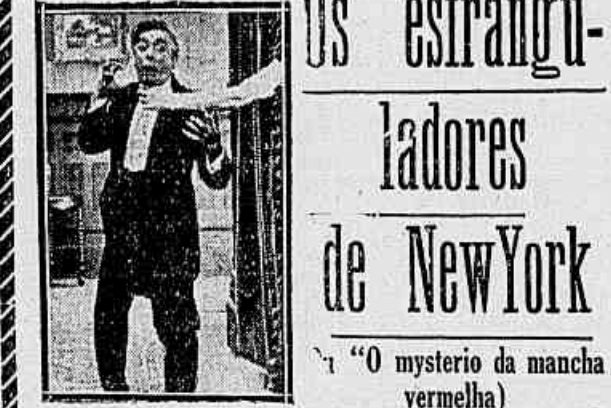 Os estrangu-
ladores
de NewYork
"O mysterio da mancha
vermelha)